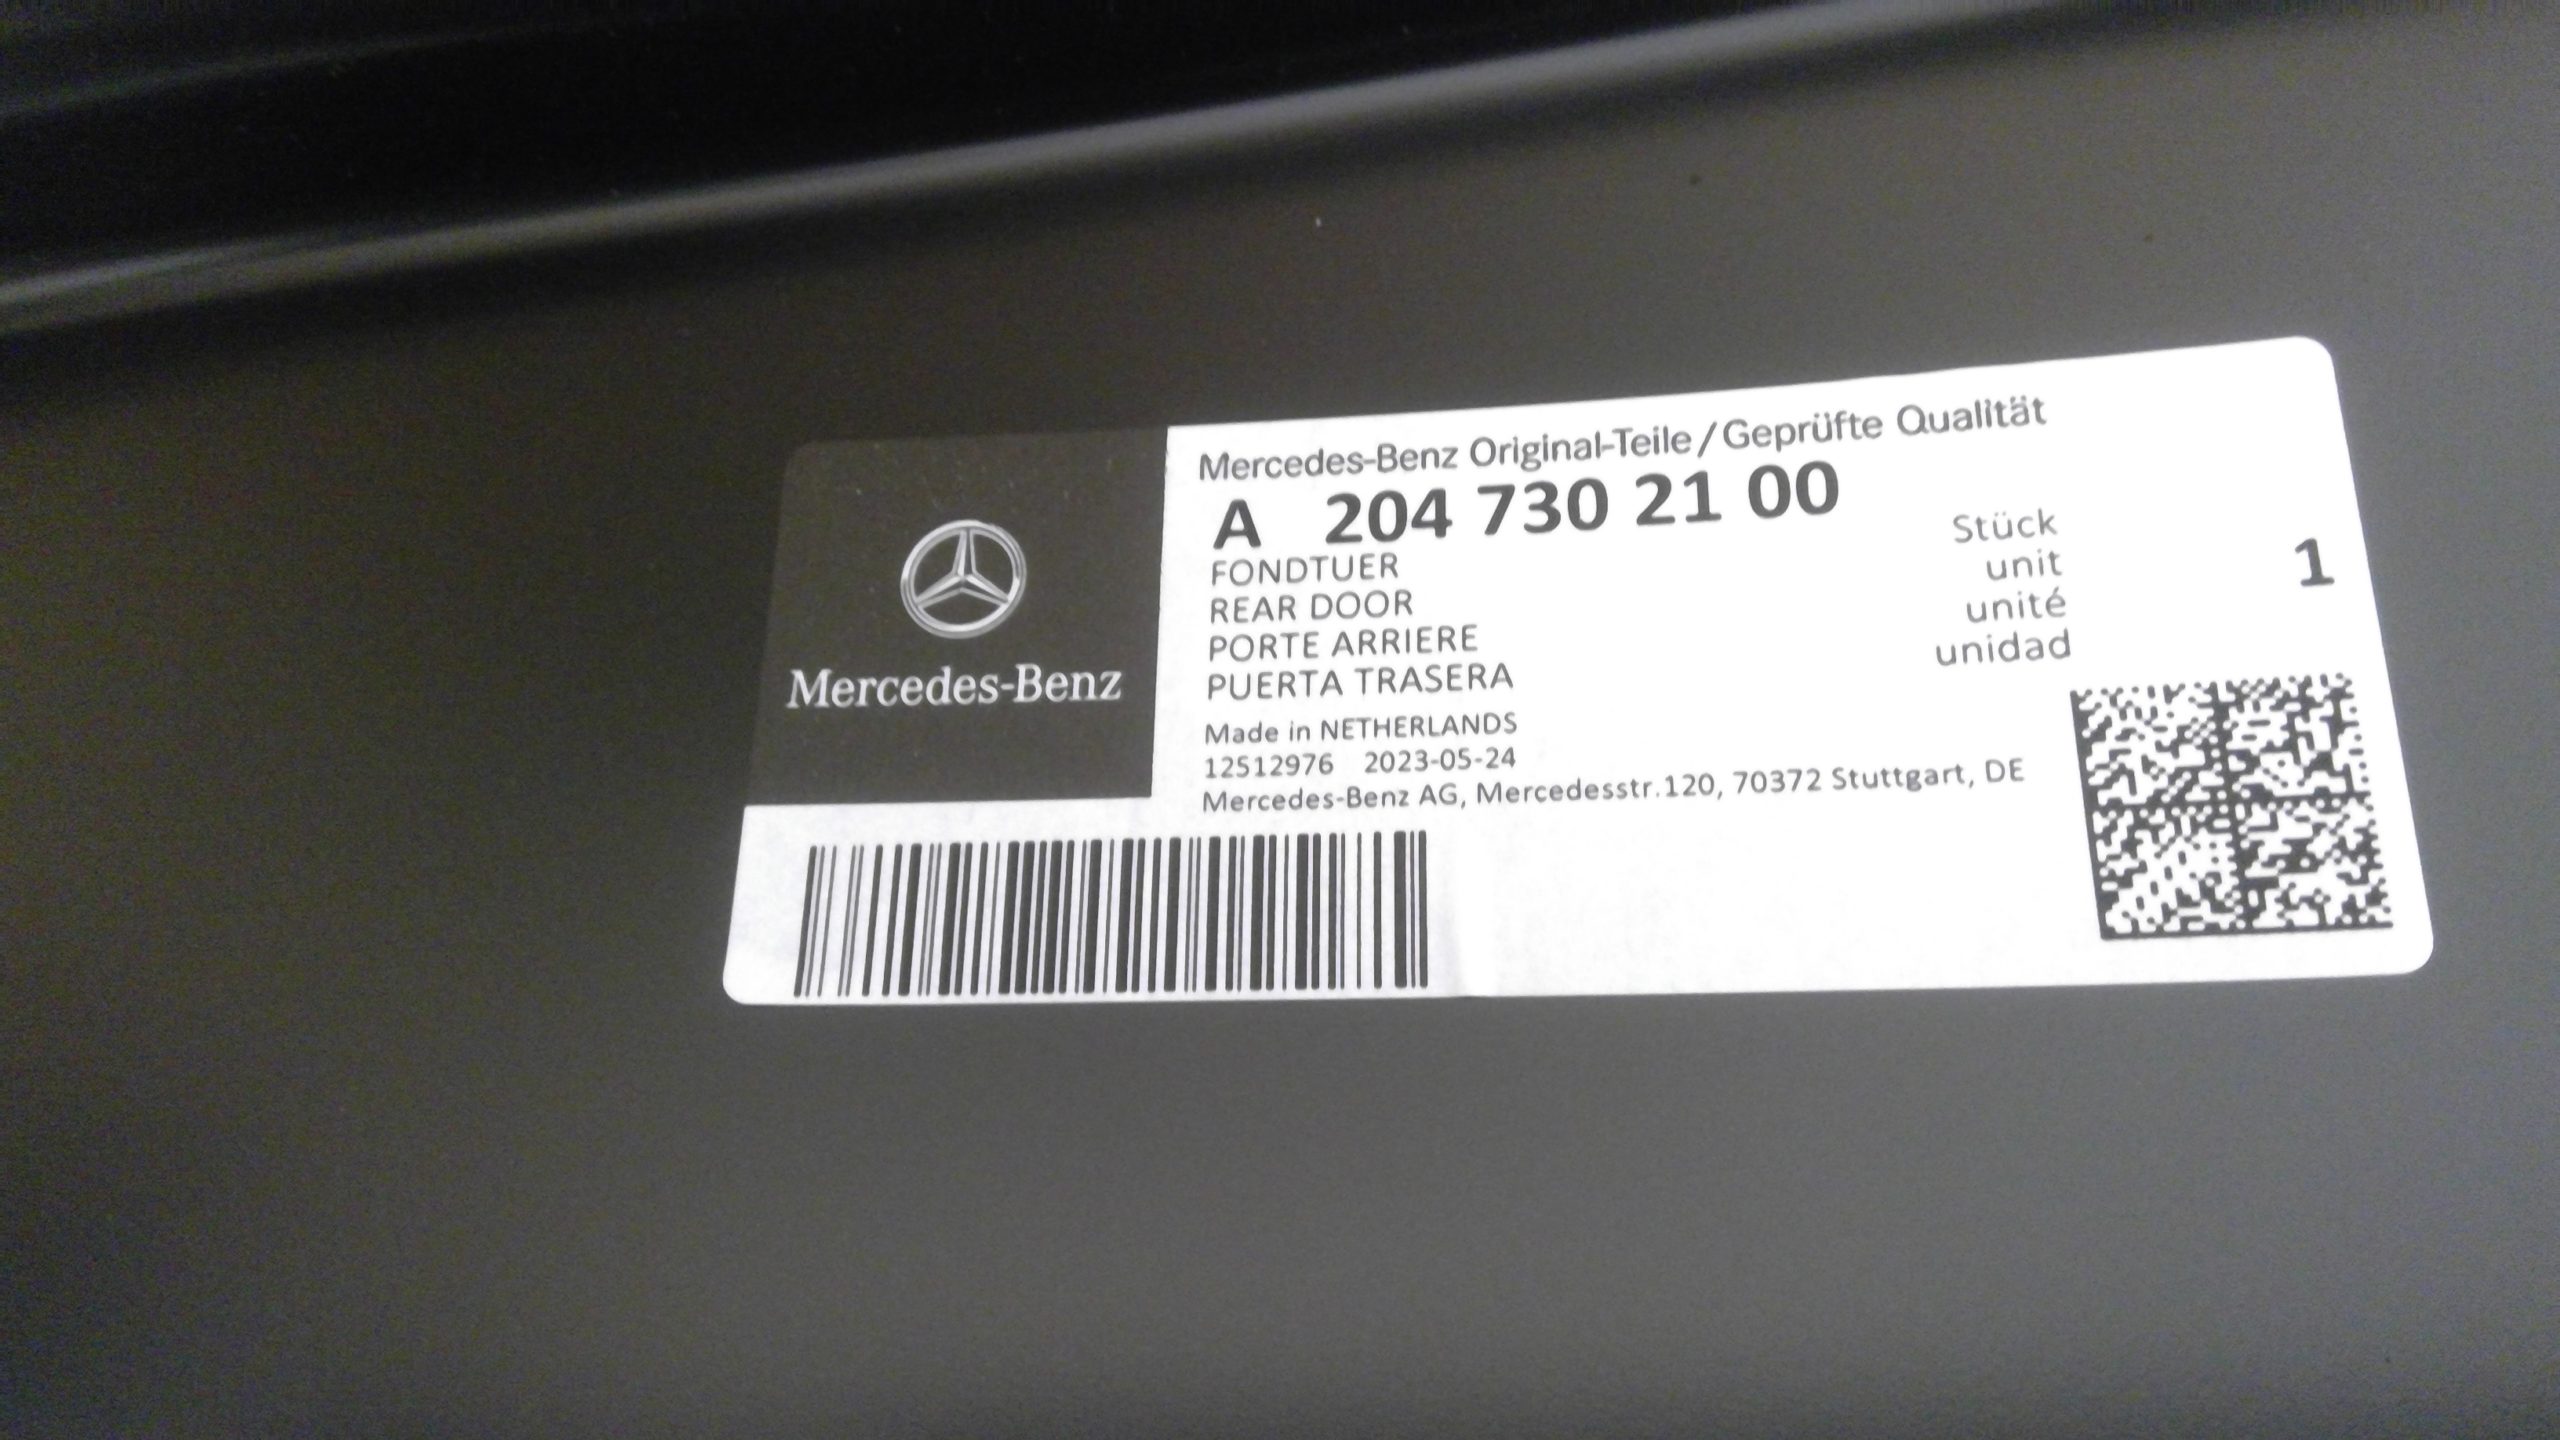 Mercedes-Benz
Mercedes-Benz Original-Teile/Geprüfte Qualität
A 204 730 21 00
FONDTUER
REAR DOOR
PORTE ARRIERE
PUERTA TRASERA
Stück
unit
unité
unidad
1
Made in NETHERLANDS
12512976 2023-05-24
Mercedes-Benz AG, Mercedesstr.120, 70372 Stuttgart, DE